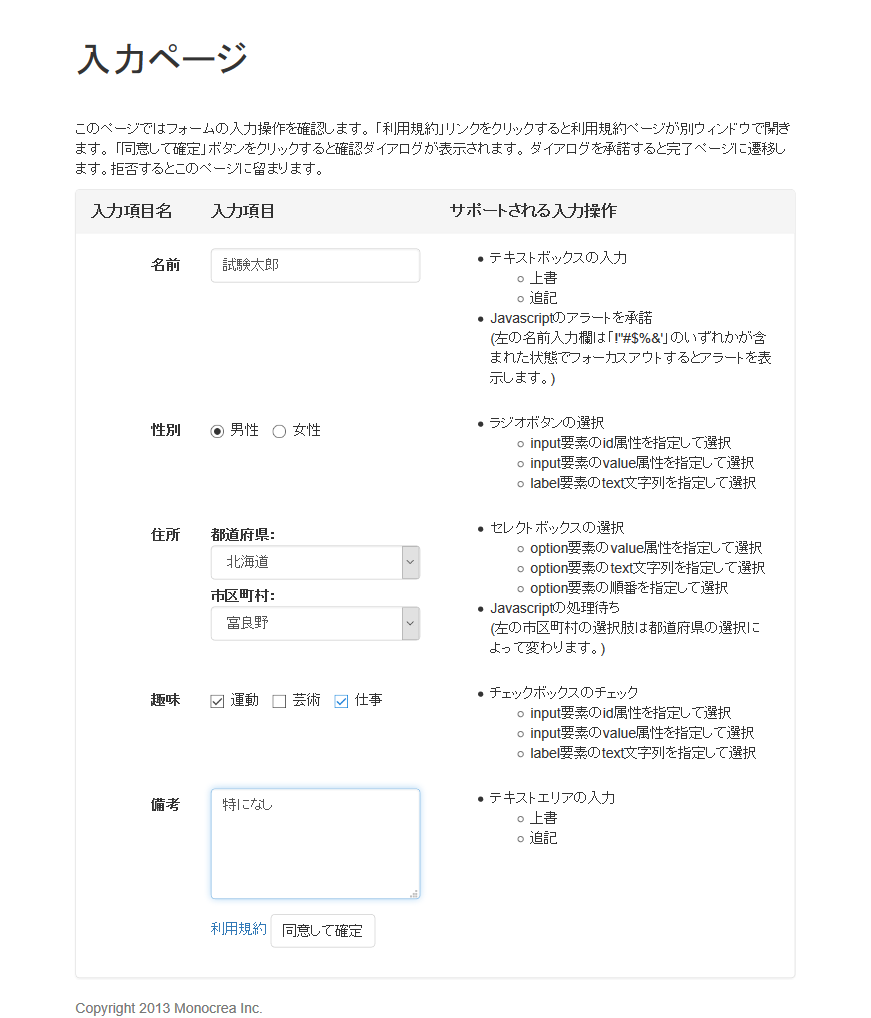 入力ページ
このページではフォームの入力操作を確認します。「利用規約」リンクをクリックすると利用規約ページが別ウィンドウで開き
ます。「同意して確定」ボタンをクリックすると確認ダイアログが表示されます。ダイアログを承諾すると完了ページに遷移し
ます。拒否するとこのページに留まります。
入力項目名 入力項目 サポートされる入力操作
名前 試験太郎
テキストボックスの入力
上書
追記
Javascriptのアラートを承諾
(左の名前入力欄は「!"#$%&'」のいずれかが含
まれた状態でフォーカスアウトするとアラートを表
示します。)
性別 男性 女性
ラジオボタンの選択
input要素のid属性を指定して選択
input要素のvalue属性を指定して選択
label要素のtext文字列を指定して選択
住所 都道府県:
北海道
市区町村:
富良野
セレクトボックスの選択
option要素のvalue属性を指定して選択
option要素のtext文字列を指定して選択
option要素の順番を指定して選択
Javascriptの処理待ち
(左の市区町村の選択肢は都道府県の選択に
よって変わります。)
趣味 運動 芸術 仕事
チェックボックスのチェック
input要素のid属性を指定して選択
input要素のvalue属性を指定して選択
label要素のtext文字列を指定して選択
備考 特になし
テキストエリアの入力
上書
追記
利用規約 同意して確定
Copyright 2013 Monocrea Inc.